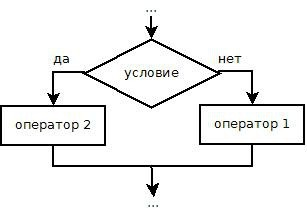 ...
да
условие
нет
оператор 2
оператор 1
...